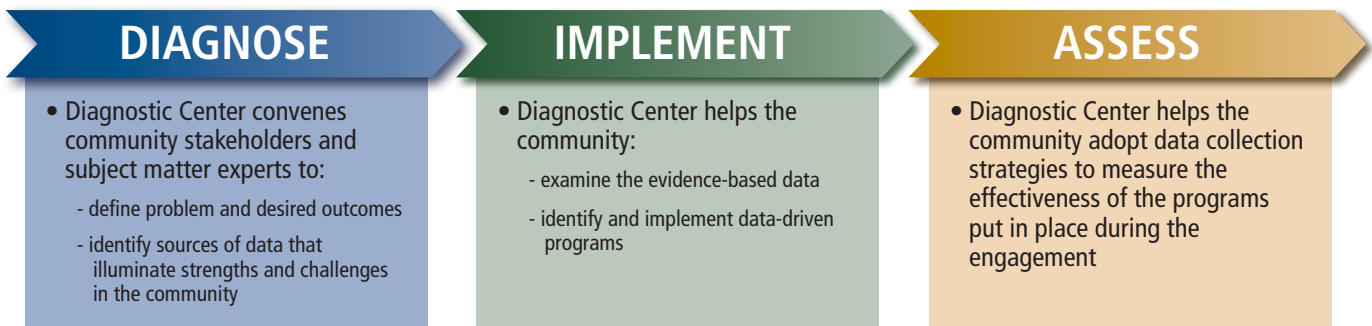 DIAGNOSE
• Diagnostic Center convenes
community stakeholders and
subject matter experts to:
- define problem and desired outcomes
- identify sources of data that
illuminate strengths and challenges
in the community
IMPLEMENT
• Diagnostic Center helps the
community:
- examine the evidence-based data
- identify and implement data-driven
programs
ASSESS
• Diagnostic Center helps the
community adopt data collection
strategies to measure the
effectiveness of the programs
put in place during the
engagement